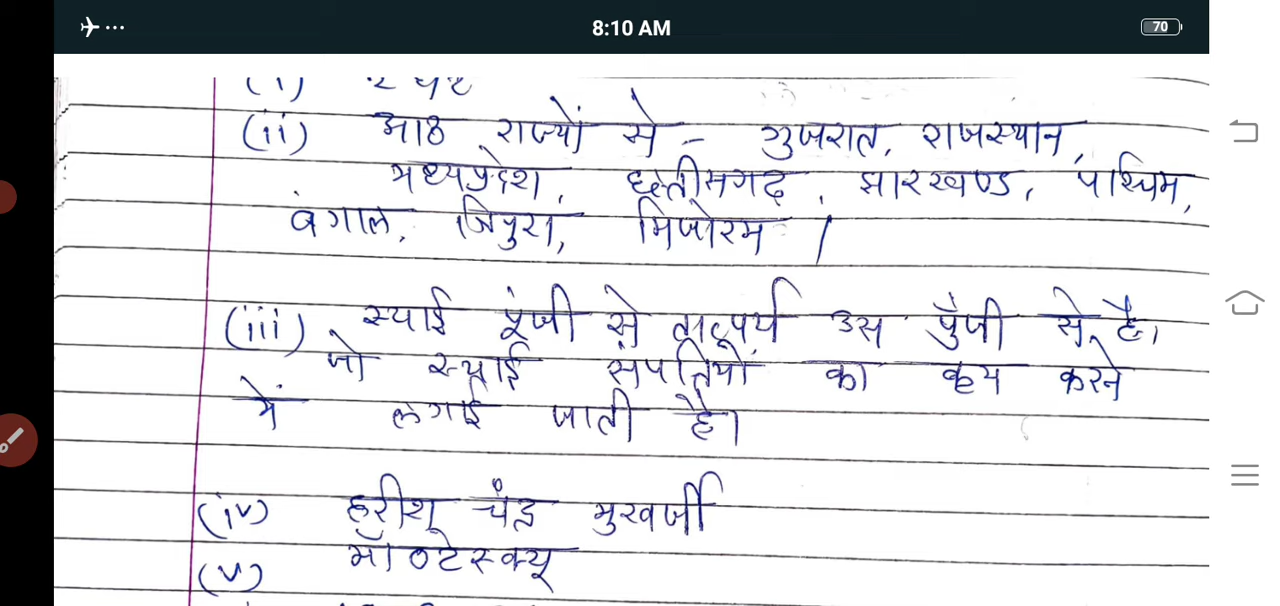 8:10 AM
70
(i)
(ii) आठ राज्यों से - गुजरात, राजस्थान,
मध्यप्रदेश, छत्तीसगढ़, झारखण्ड, पश्चिम,
बंगाल, त्रिपुरा, मिजोरम।
(iii) स्थाई पूंजी से तात्पर्य उस पूँजी से है।
जो स्थाई संपत्तियों का क्रय करने
में लगाई जाती है।
(iv) हरीश चंद्र मुखर्जी
(v) मॉण्टेस्क्यू